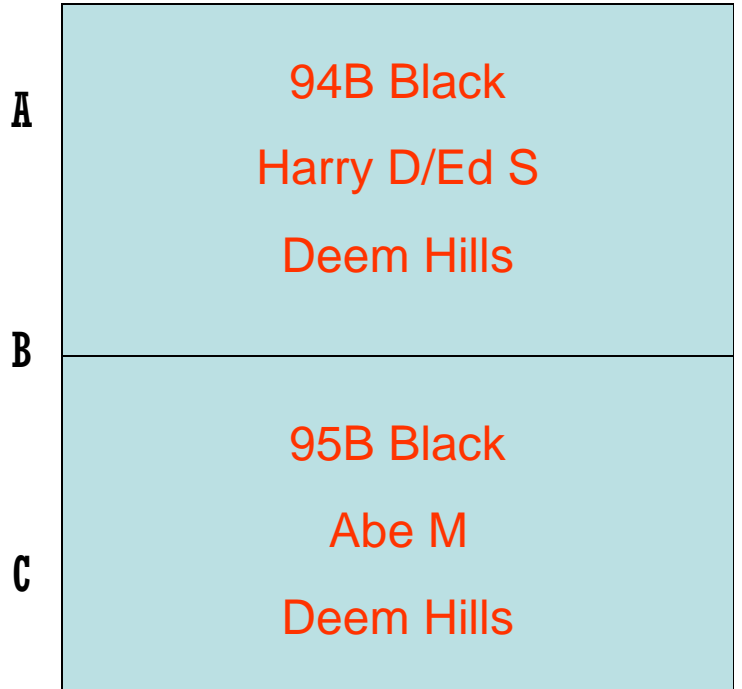 A
94B Black
Harry D/Ed S
Deem Hills
B
95B Black
Abe M
C
Deem Hills